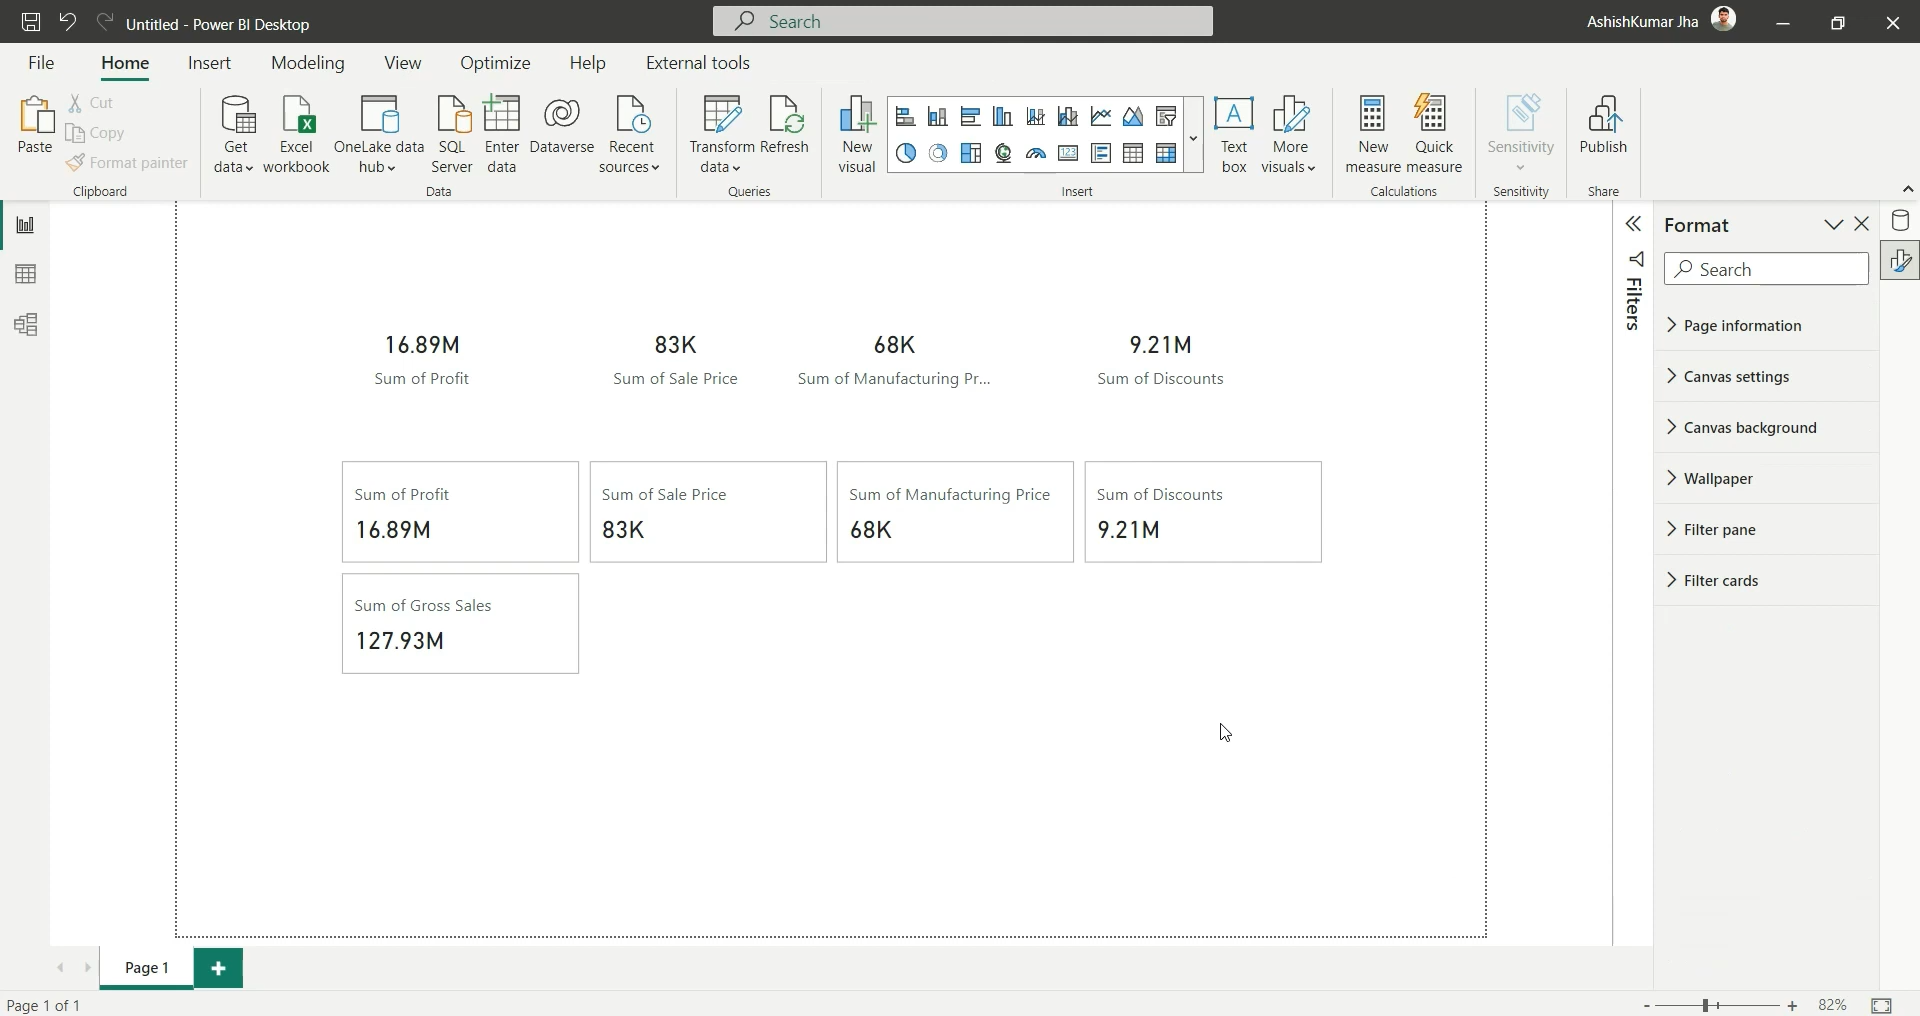 Untitled - Power BI Desktop
Search
AshishKumar Jha
File
Home
Insert
Modeling
View
Optimize
Help
External tools
Paste
Cut
Copy
Format painter
Clipboard
Get data
Excel workbook
OneLake data hub
SQL Server
Enter data
Dataverse
Recent sources
Data
Transform data
Refresh
Queries
New visual
123
Insert
A
Text box
More visuals
New measure
Quick measure
Calculations
Sensitivity
Sensitivity
Publish
Share
16.89M
Sum of Profit
83K
Sum of Sale Price
68K
Sum of Manufacturing Pr...
9.21M
Sum of Discounts
Sum of Profit
16.89M
Sum of Sale Price
83K
Sum of Manufacturing Price
68K
Sum of Discounts
9.21M
Sum of Gross Sales
127.93M
Filters
Format
Search
Page information
Canvas settings
Canvas background
Wallpaper
Filter pane
Filter cards
Page 1
Page 1 of 1
82%